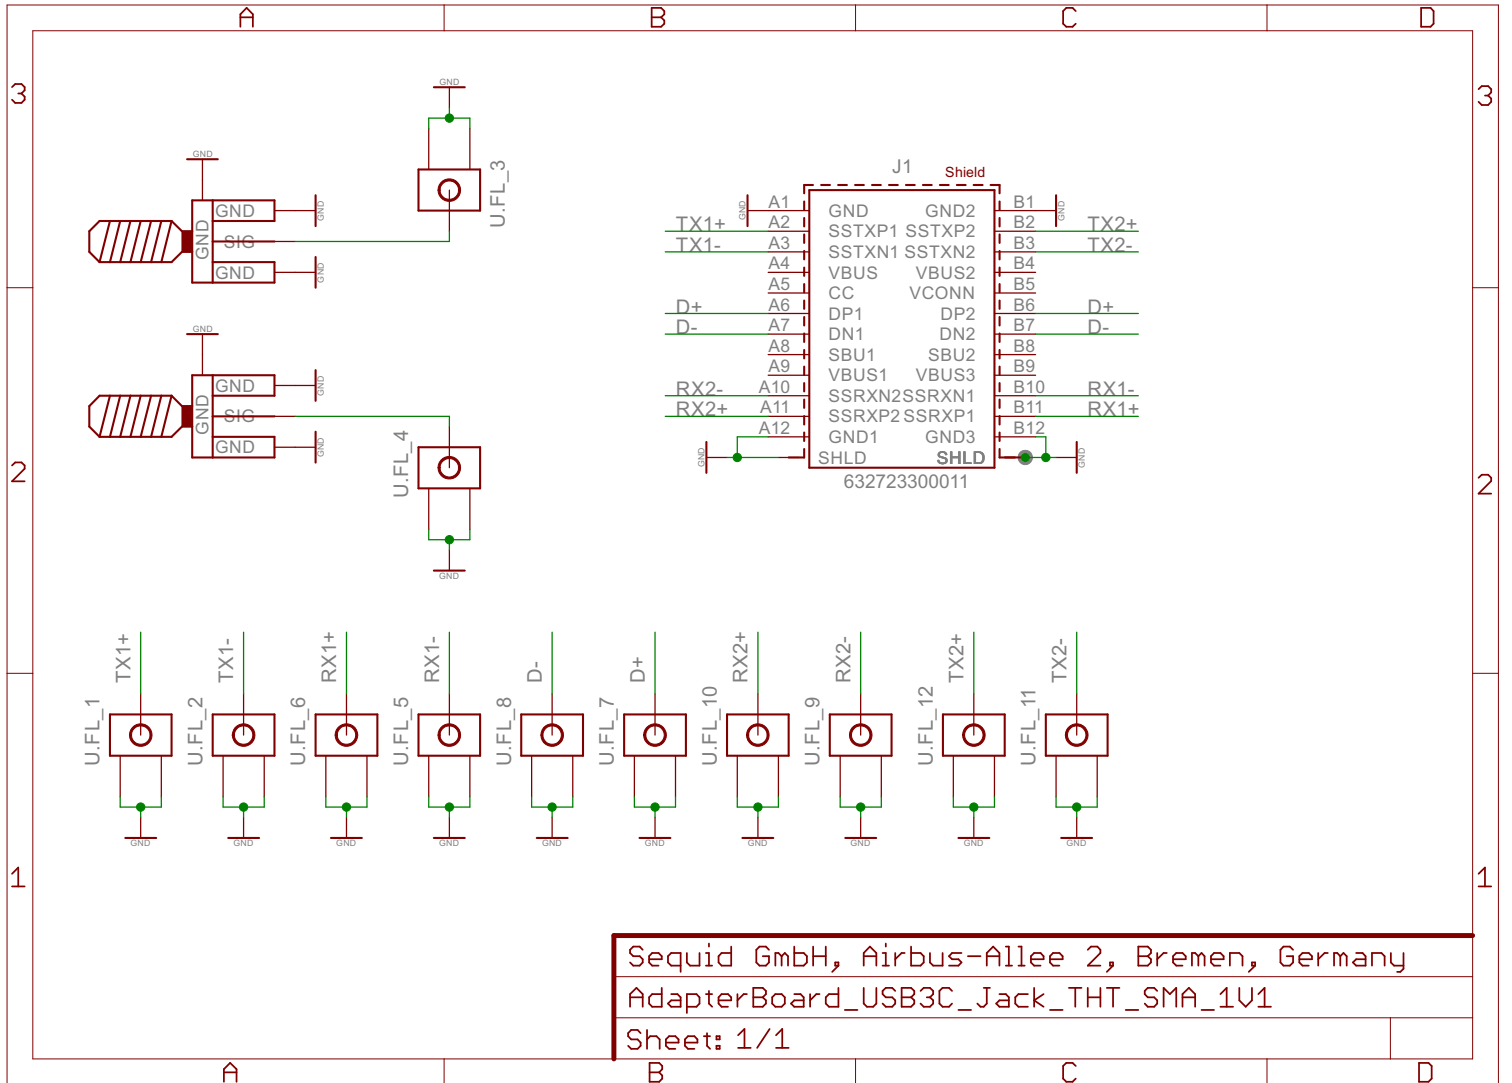 A B C D
3 3
GND
U.FL_3
GND
GND GND
GND SIG
GND GND
J1 Shield
GND A1 GND GND2 B1 GND
TX1+ A2 SSTXP1 SSTXP2 B2 TX2+
TX1- A3 SSTXN1 SSTXN2 B3 TX2-
A4 VBUS VBUS2 B4
A5 CC VCONN B5
D+ A6 DP1 DP2 B6 D+
D- A7 DN1 DN2 B7 D-
A8 SBU1 SBU2 B8
A9 VBUS1 VBUS3 B9
RX2- A10 SSRXN2 SSRXN1 B10 RX1-
RX2+ A11 SSRXP2 SSRXP1 B11 RX1+
A12 GND1 GND3 B12
GND SHLD SHLD GND
632723300011
GND
GND GND
GND SIG
GND GND
U.FL_4
GND
2 2
TX1+ TX1- RX1+ RX1- D- D+ RX2+ RX2- TX2+ TX2-
U.FL_1 U.FL_2 U.FL_6 U.FL_5 U.FL_8 U.FL_7 U.FL_10 U.FL_9 U.FL_12 U.FL_11
GND GND GND GND GND GND GND GND GND GND
1 1
Sequid GmbH, Airbus-Allee 2, Bremen, Germany
AdapterBoard_USB3C_Jack_THT_SMA_1V1
Sheet: 1/1
A B C D